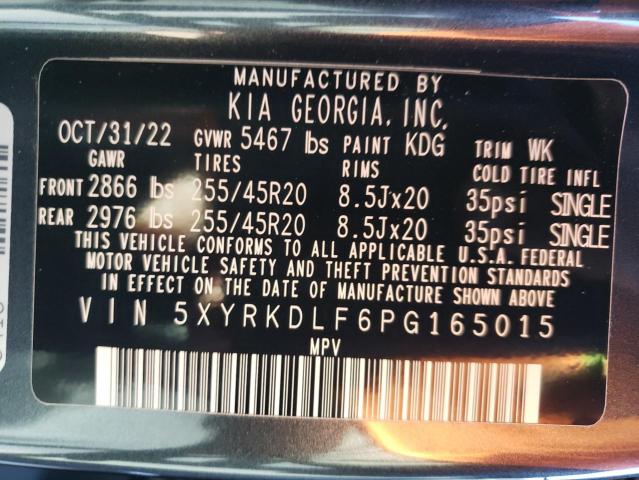 MANUFACTURED BY
KIA GEORGIA, INC,
OCT/31/22 GVWR 5467 lbs PAINT KDG TRIM WK
GAWR TIRES RIMS COLD TIRE INFL
FRONT 2866 lbs 255/45R20 8.5Jx20 35psi SINGLE
REAR 2976 lbs 255/45R20 8.5Jx20 35psi SINGLE
THIS VEHICLE CONFORMS TO ALL APPLICABLE U.S.A. FEDERAL
MOTOR VEHICLE SAFETY AND THEFT PREVENTION STANDARDS
IN EFFECT ON THE DATE OF MANUFACTURE SHOWN ABOVE
VIN 5XYRKDLF6PG165015
MPV